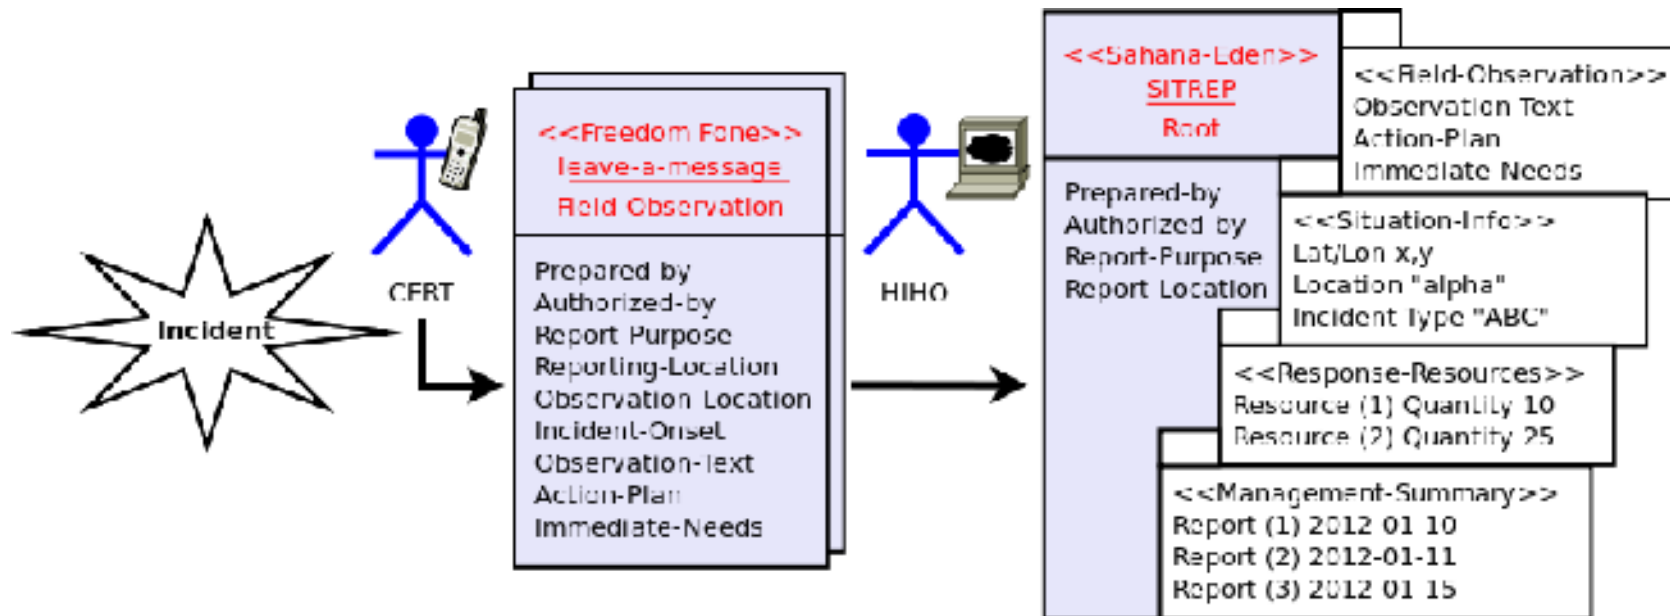 Incident
CERT
<<Freedom Fone>>
leave-a-message
Field Observation
Prepared by
Authorized-by
Report Purpose
Reporting-Location
Observation Location
Incident-Onset
Observation-Text
Action-Plan
Immediate-Needs
HIHO
<<Sahana-Eden>>
SITREP
Root
Prepared-by
Authorized by
Report-Purpose
Report Location
<<Field-Observation>>
Observation Text
Action-Plan
Immediate Needs
<<Situation-Info>>
Lat/Lon x,y
Location "alpha"
Incident Type "ABC"
<<Response-Resources>>
Resource (1) Quantity 10
Resource (2) Quantity 25
<<Management-Summary>>
Report (1) 2012 01 10
Report (2) 2012-01-11
Report (3) 2012 01 15